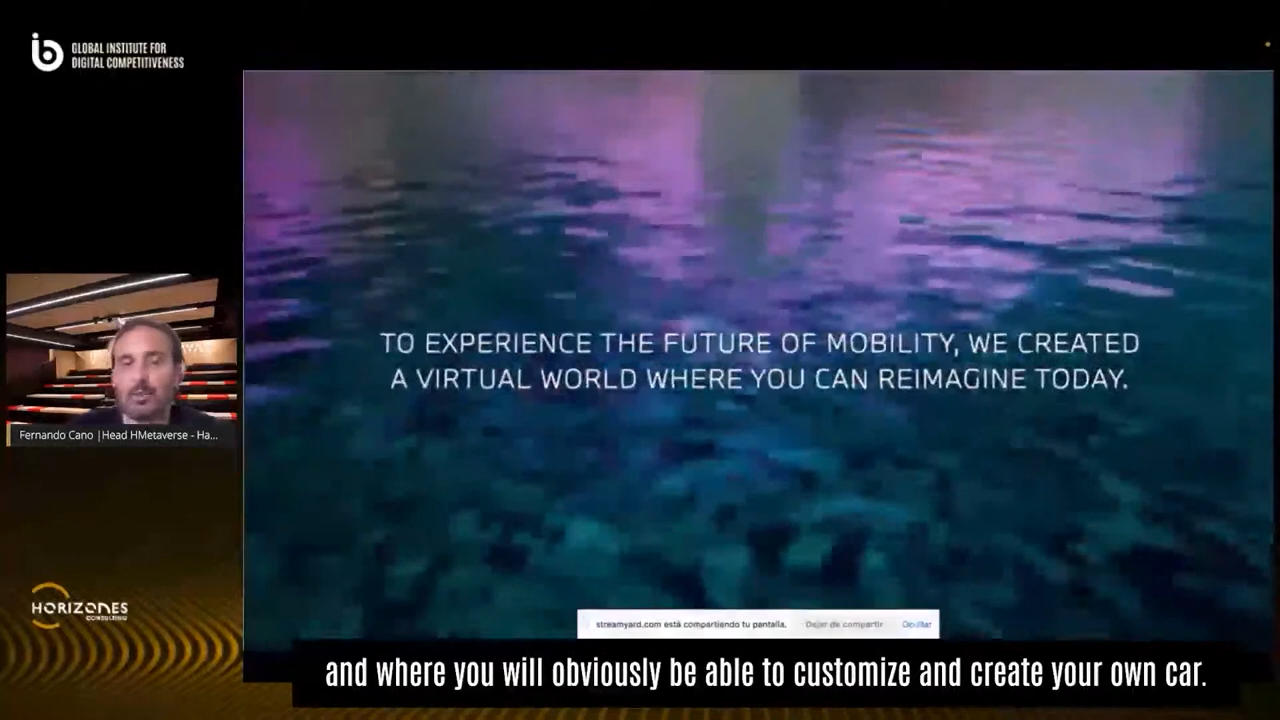 GLOBAL INSTITUTE FOR
DIGITAL COMPETITIVENESS
TO EXPERIENCE THE FUTURE OF MOBILITY, WE CREATED
A VIRTUAL WORLD WHERE YOU CAN REIMAGINE TODAY.
Fernando Cano |Head HMetaverse - Ha...
HORIZONES
CONSULTING
streamyard.com está compartiendo tu pantalla. Dejar de compartir Ocultar
and where you will obviously be able to customize and create your own car.